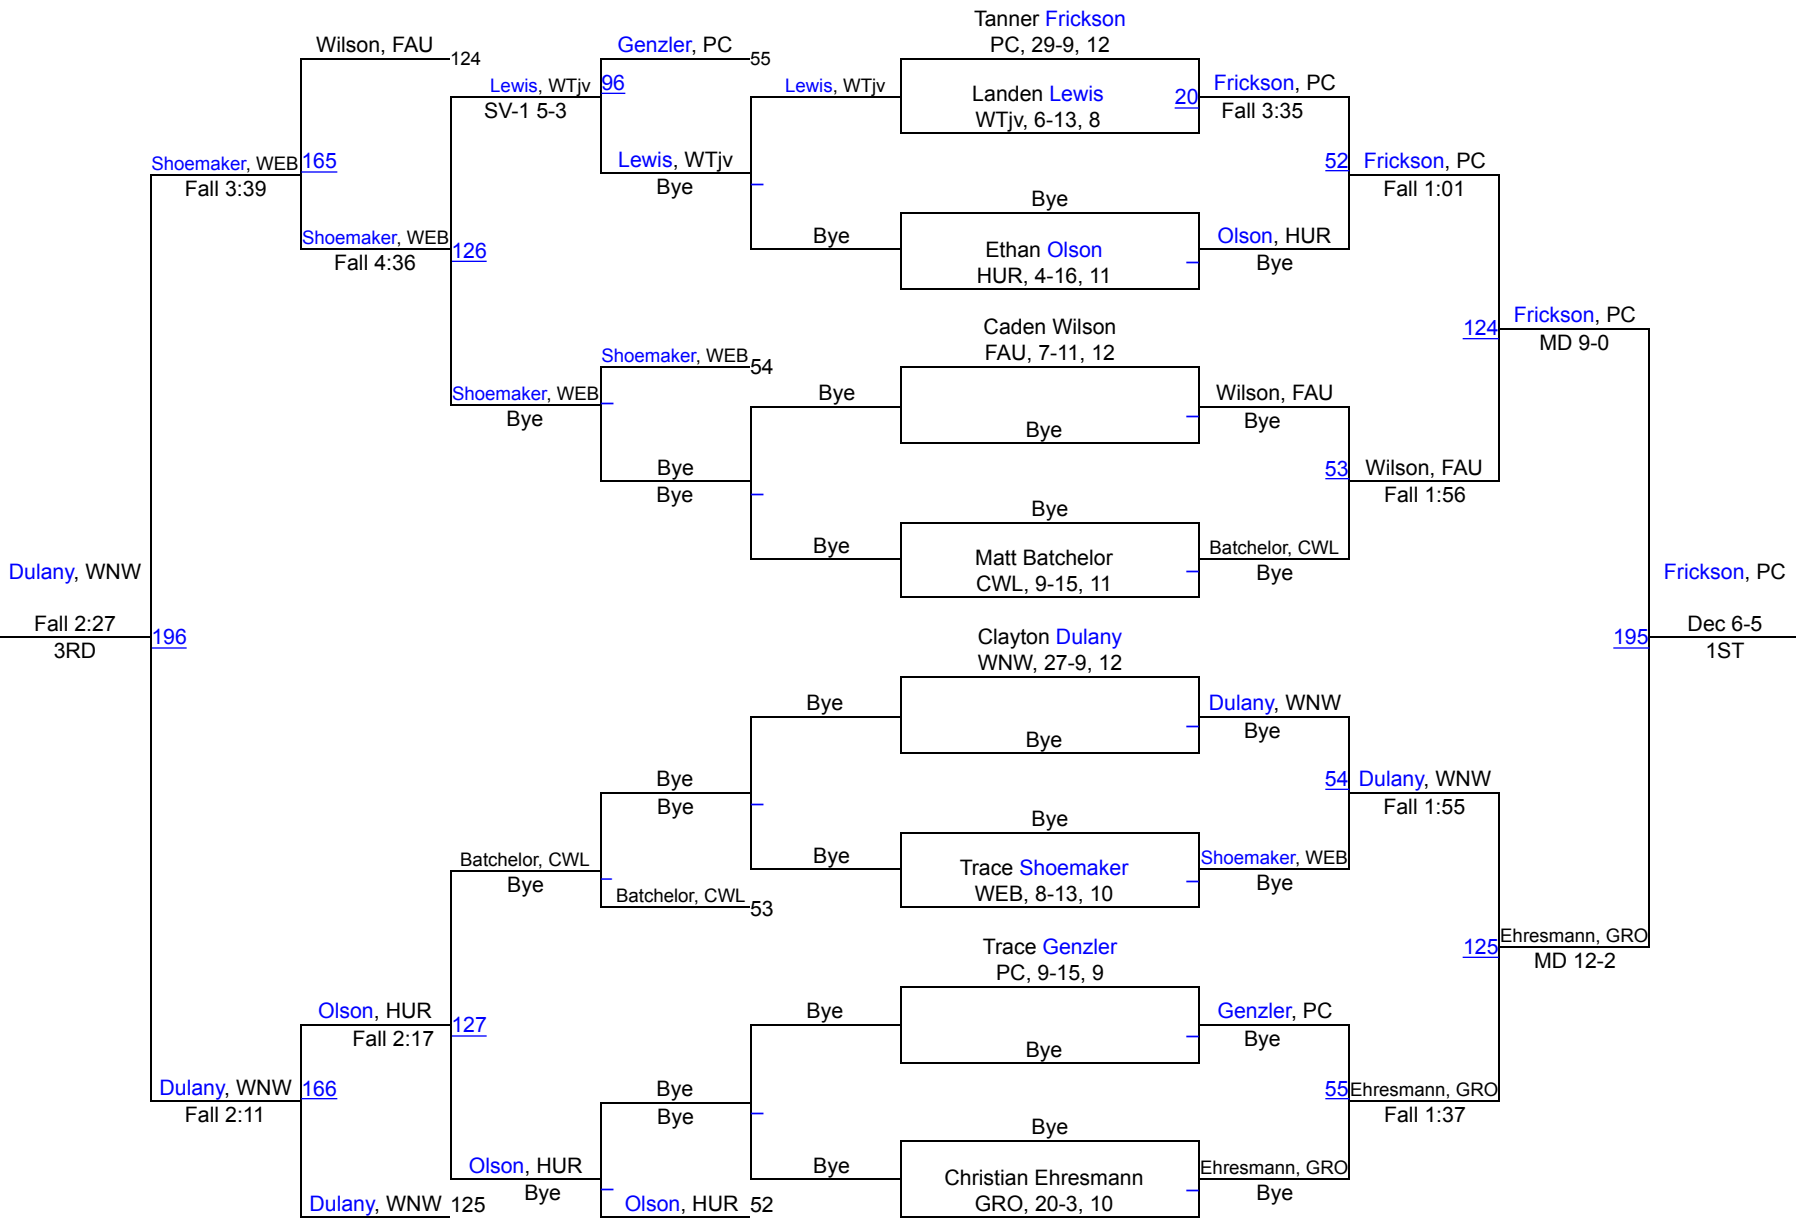 Tanner Frickson
PC, 29-9, 12
Wilson, FAU
124
Genzler, PC
55
Lewis, WTjv
SV-1 5-3
96
Lewis, WTjv
Landen Lewis
WTjv, 6-13, 8
20
Frickson, PC
Fall 3:35
Shoemaker, WEB
Fall 3:39
165
Lewis, WTjv
Bye
52
Frickson, PC
Fall 1:01
Bye
Shoemaker, WEB
Fall 4:36
126
Bye
Ethan Olson
HUR, 4-16, 11
Olson, HUR
Bye
Caden Wilson
FAU, 7-11, 12
124
Frickson, PC
MD 9-0
Shoemaker, WEB
54
Shoemaker, WEB
Bye
Bye
Bye
Wilson, FAU
Bye
Bye
Bye
53
Wilson, FAU
Fall 1:56
Bye
Bye
Matt Batchelor
CWL, 9-15, 11
Batchelor, CWL
Bye
Dulany, WNW
Fall 2:27
3RD
196
Frickson, PC
Dec 6-5
1ST
195
Clayton Dulany
WNW, 27-9, 12
Bye
Bye
Dulany, WNW
Bye
Bye
Bye
54
Dulany, WNW
Fall 1:55
Bye
Batchelor, CWL
Bye
Bye
Trace Shoemaker
WEB, 8-13, 10
Shoemaker, WEB
Bye
Batchelor, CWL
53
Trace Genzler
PC, 9-15, 9
125
Ehresmann, GRO
MD 12-2
Olson, HUR
Fall 2:17
127
Bye
Bye
Genzler, PC
Bye
Dulany, WNW
Fall 2:11
166
Bye
Bye
55
Ehresmann, GRO
Fall 1:37
Bye
Olson, HUR
Bye
Bye
Christian Ehresmann
GRO, 20-3, 10
Ehresmann, GRO
Bye
Dulany, WNW
125
Olson, HUR
52